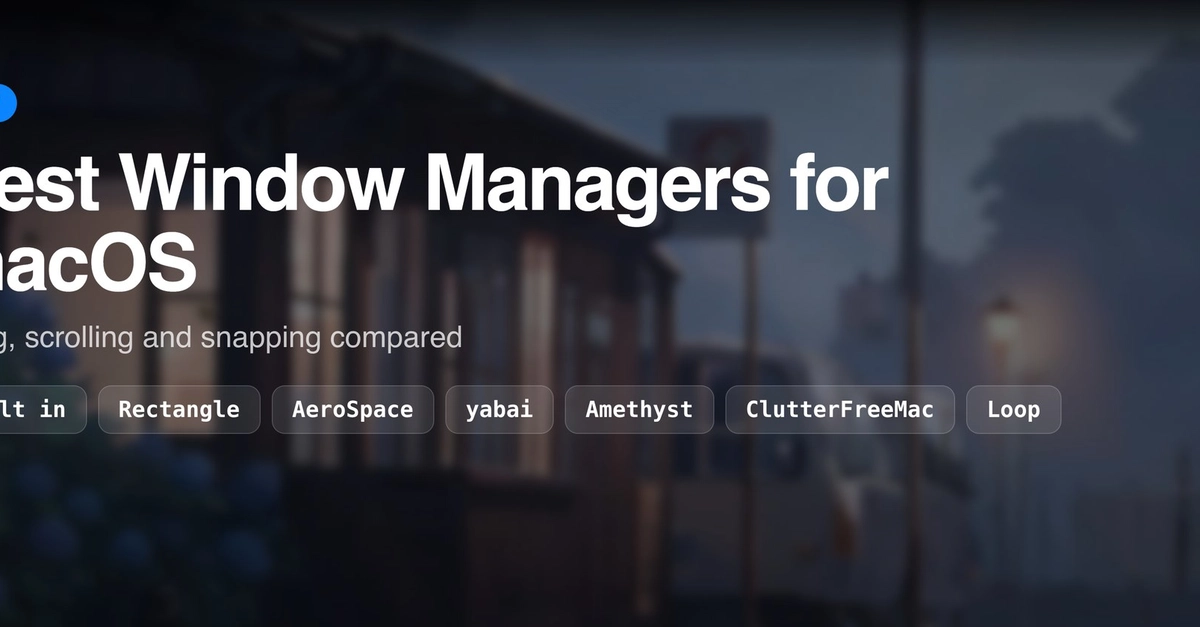 est Window Managers for
acOS
g, scrolling and snapping compared
lt in Rectangle AeroSpace yabai Amethyst ClutterFreeMac Loop